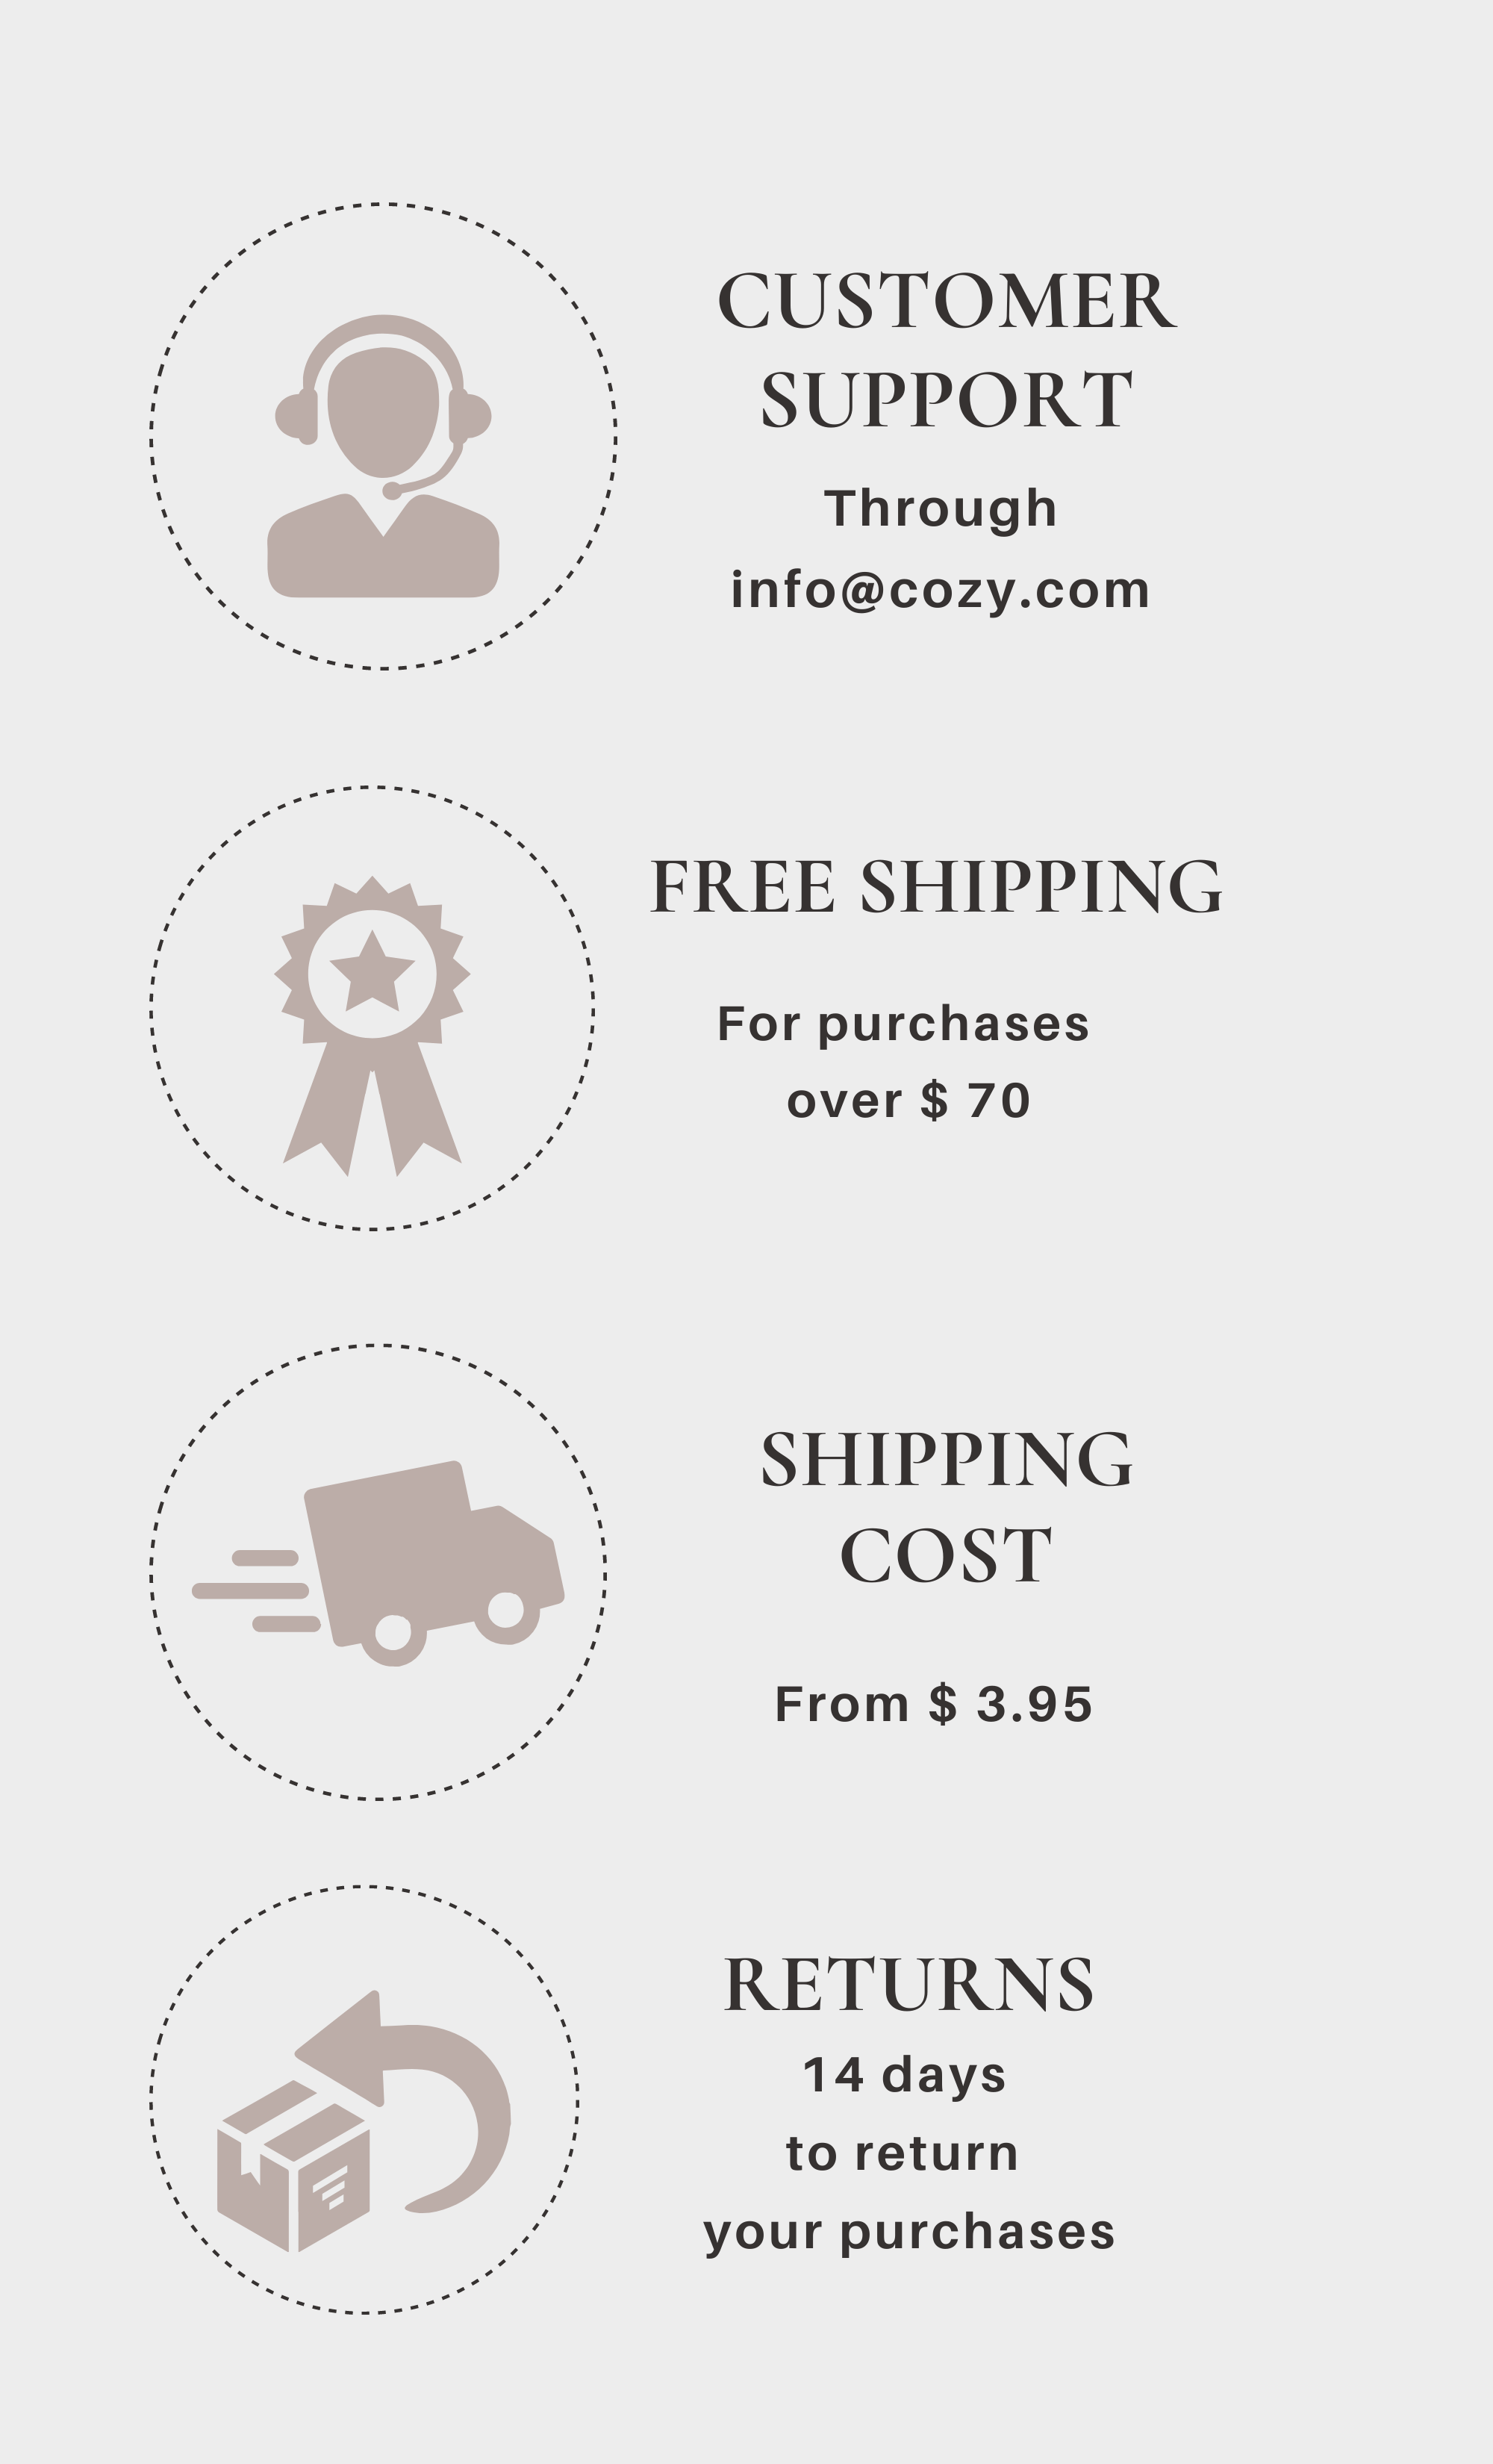 CUSTOMER
SUPPORT
Through
info@cozy.com
FREE SHIPPING
For purchases
over $ 70
SHIPPING
COST
From $ 3.95
RETURNS
14 days
to return
your purchases